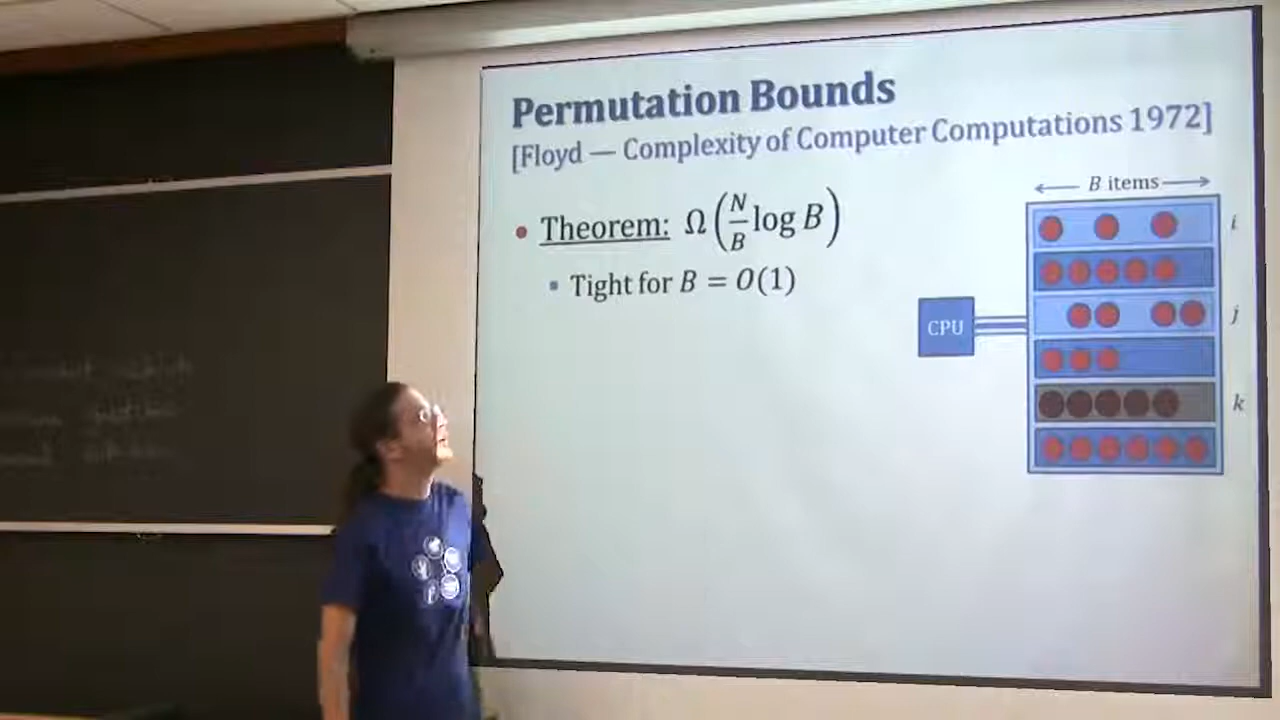 Permutation Bounds
[Floyd — Complexity of Computer Computations 1972]
• Theorem: Ω(N/B log B)
▪ Tight for B = O(1)
B items
i
j
CPU
k